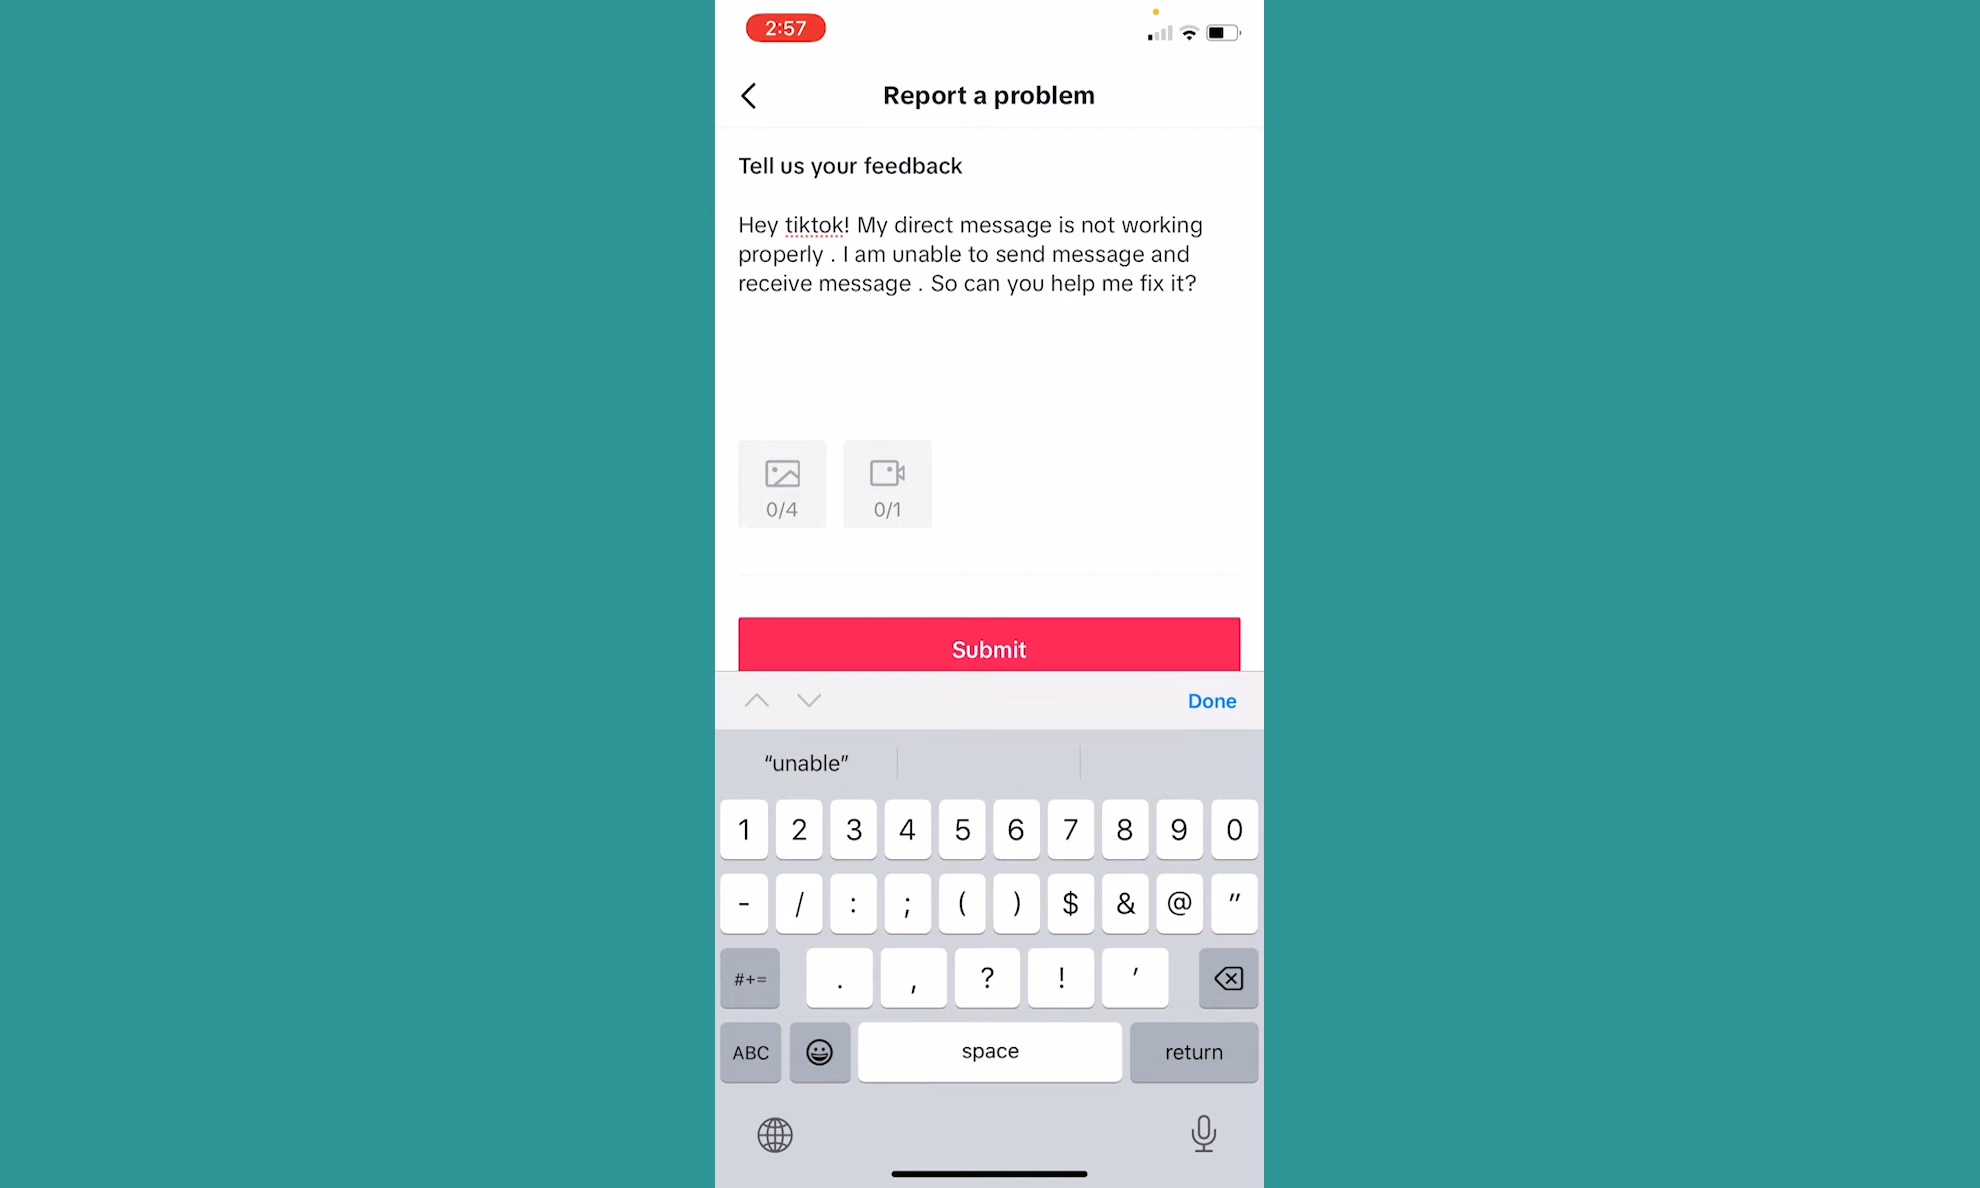 2:57
Report a problem
Tell us your feedback
Hey tiktok! My direct message is not working
properly . I am unable to send message and
receive message . So can you help me fix it?
0/4 0/1
Submit
Done
“unable”
1 2 3 4 5 6 7 8 9 0
- / : ; ( ) $ & @ "
#+= . , ? ! '
ABC space return